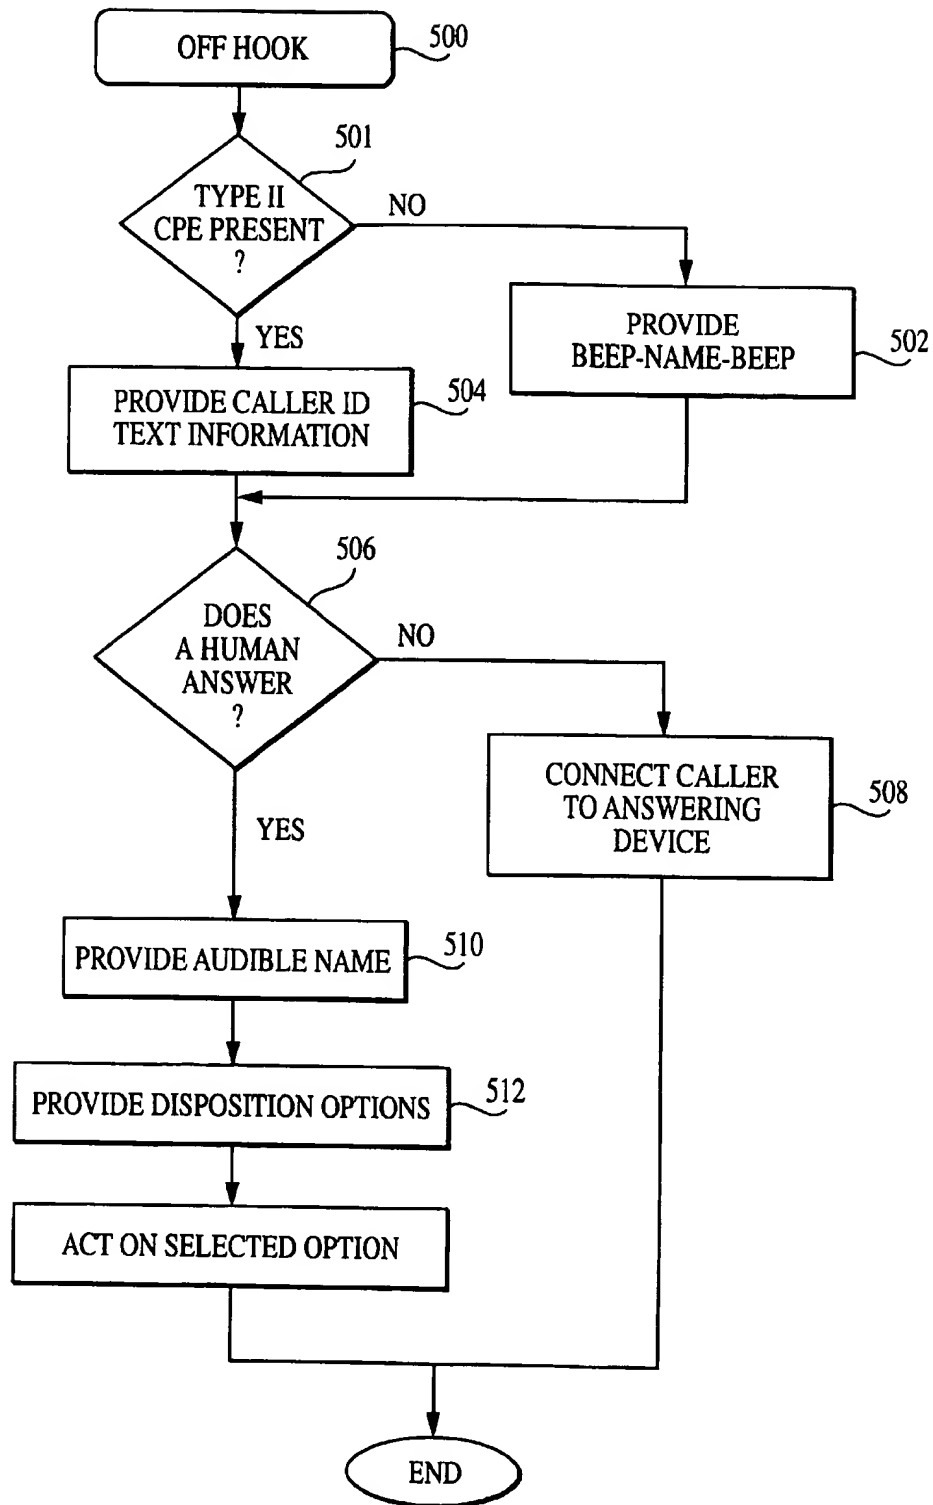 OFF HOOK
500
501
TYPE II
CPE PRESENT
?
NO
YES
PROVIDE
BEEP-NAME-BEEP
502
PROVIDE CALLER ID
TEXT INFORMATION
504
506
DOES
A HUMAN
ANSWER
?
NO
YES
CONNECT CALLER
TO ANSWERING
DEVICE
508
PROVIDE AUDIBLE NAME
510
PROVIDE DISPOSITION OPTIONS
512
ACT ON SELECTED OPTION
END